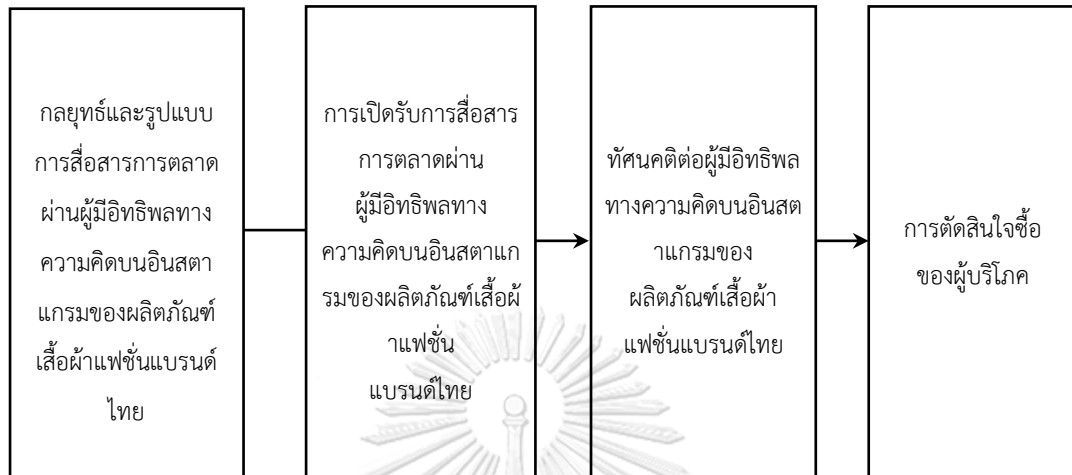 กลยุทธ์และรูปแบบ
การสื่อสารการตลาด
ผ่านผู้มีอิทธิพลทาง
ความคิดบนอินสตา
แกรมของผลิตภัณฑ์
เสื้อผ้าแฟชั่นแบรนด์
ไทย
การเปิดรับการสื่อสาร
การตลาดผ่าน
ผู้มีอิทธิพลทาง
ความคิดบนอินสตาแก
รมของผลิตภัณฑ์เสื้อผ้
าแฟชั่น
แบรนด์ไทย
ทัศนคติต่อผู้มีอิทธิพล
ทางความคิดบนอินสต
าแกรมของ
ผลิตภัณฑ์เสื้อผ้า
แฟชั่นแบรนด์ไทย
การตัดสินใจซื้อ
ของผู้บริโภค